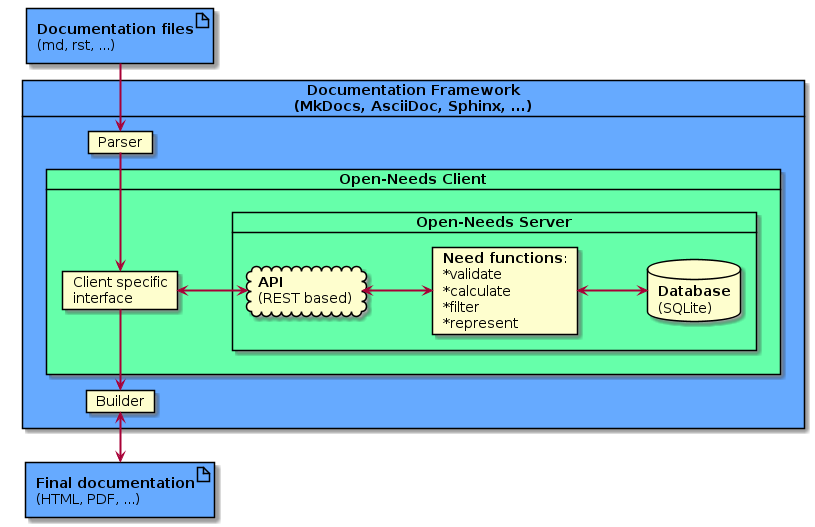 Documentation files
(md, rst, ...)
Documentation Framework
(MkDocs, AsciiDoc, Sphinx, ...)
Parser
Open-Needs Client
Open-Needs Server
Client specific
interface
API
(REST based)
Need functions:
*validate
*calculate
*filter
*represent
Database
(SQLite)
Builder
Final documentation
(HTML, PDF, ...)